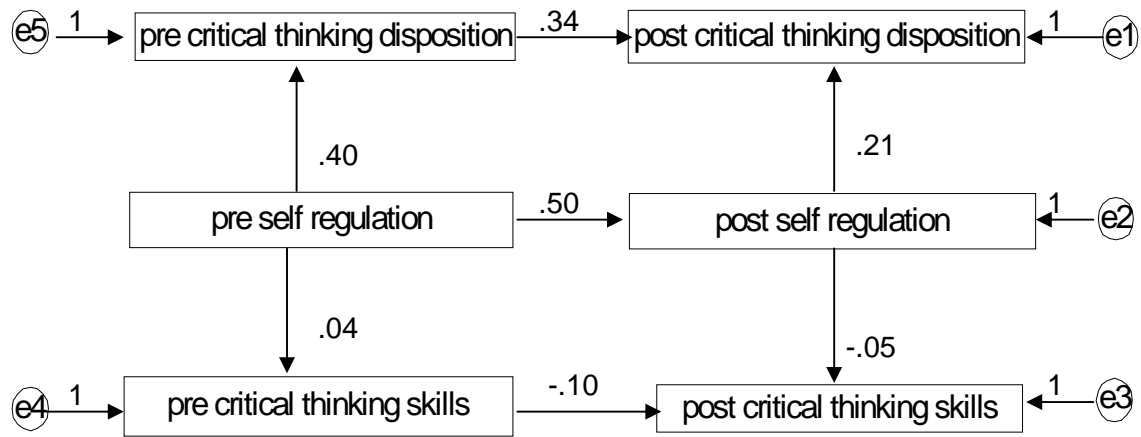 e5 1 pre critical thinking disposition .34 post critical thinking disposition 1 e1
.40 .21
pre self regulation .50 post self regulation 1 e2
.04 -.05
e4 1 pre critical thinking skills -.10 post critical thinking skills 1 e3